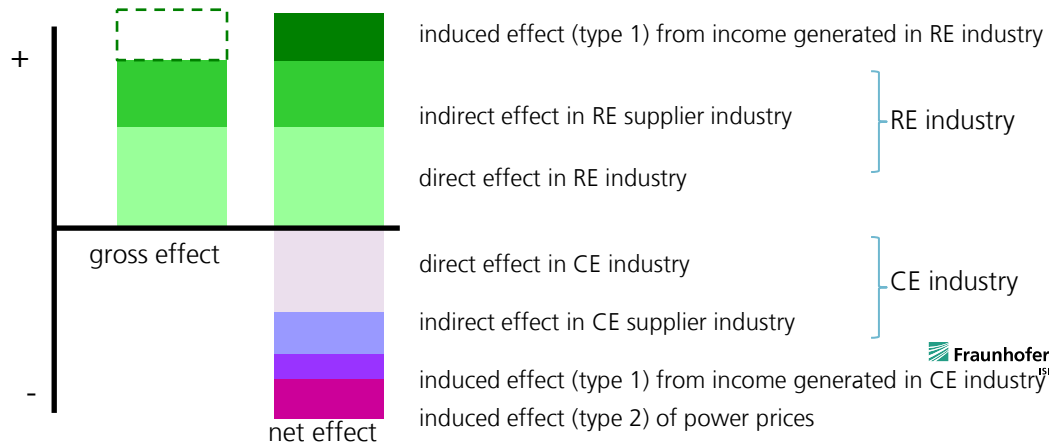 +
induced effect (type 1) from income generated in RE industry
indirect effect in RE supplier industry
RE industry
direct effect in RE industry
gross effect
direct effect in CE industry
CE industry
indirect effect in CE supplier industry
Fraunhofer
ISI
induced effect (type 1) from income generated in CE industry
-
induced effect (type 2) of power prices
net effect